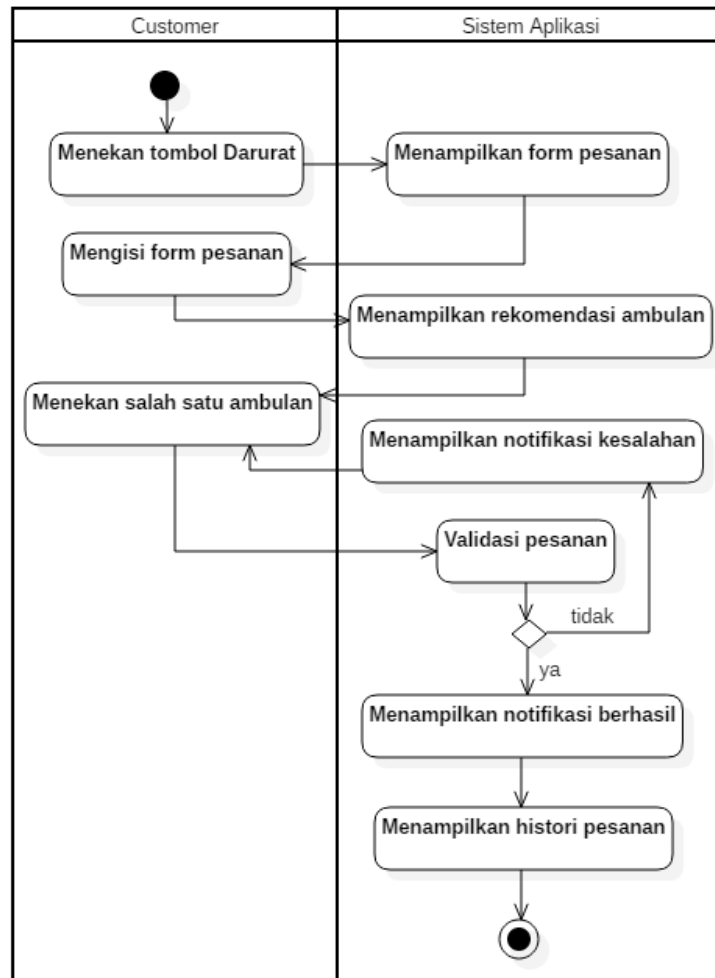 Customer
Sistem Aplikasi
Menekan tombol Darurat
Menampilkan form pesanan
Mengisi form pesanan
Menampilkan rekomendasi ambulan
Menekan salah satu ambulan
Menampilkan notifikasi kesalahan
Validasi pesanan
tidak
ya
Menampilkan notifikasi berhasil
Menampilkan histori pesanan